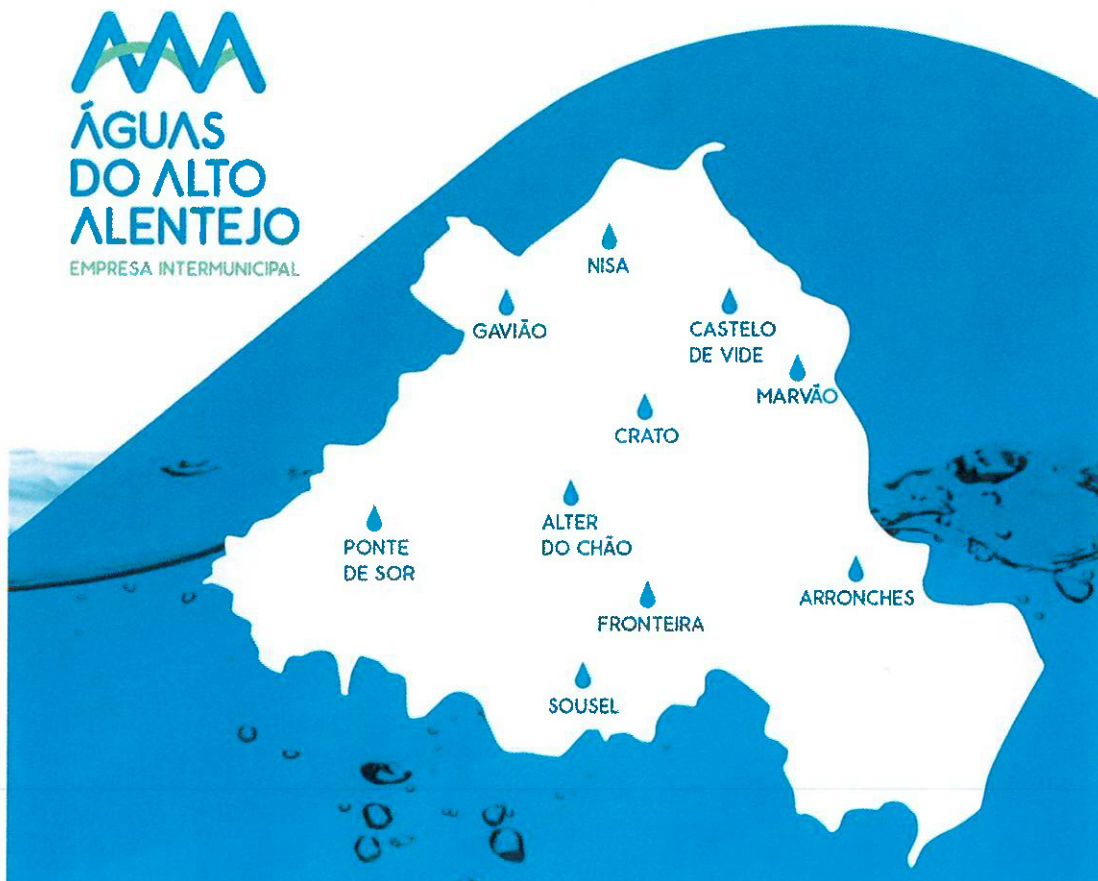 ÁGUAS
DO ALTO
ALENTEJO
EMPRESA INTERMUNICIPAL
NISA
GAVIÃO
CASTELO
DE VIDE
MARVÃO
CRATO
ALTER
DO CHÃO
PONTE
DE SOR
ARRONCHES
FRONTEIRA
SOUSEL